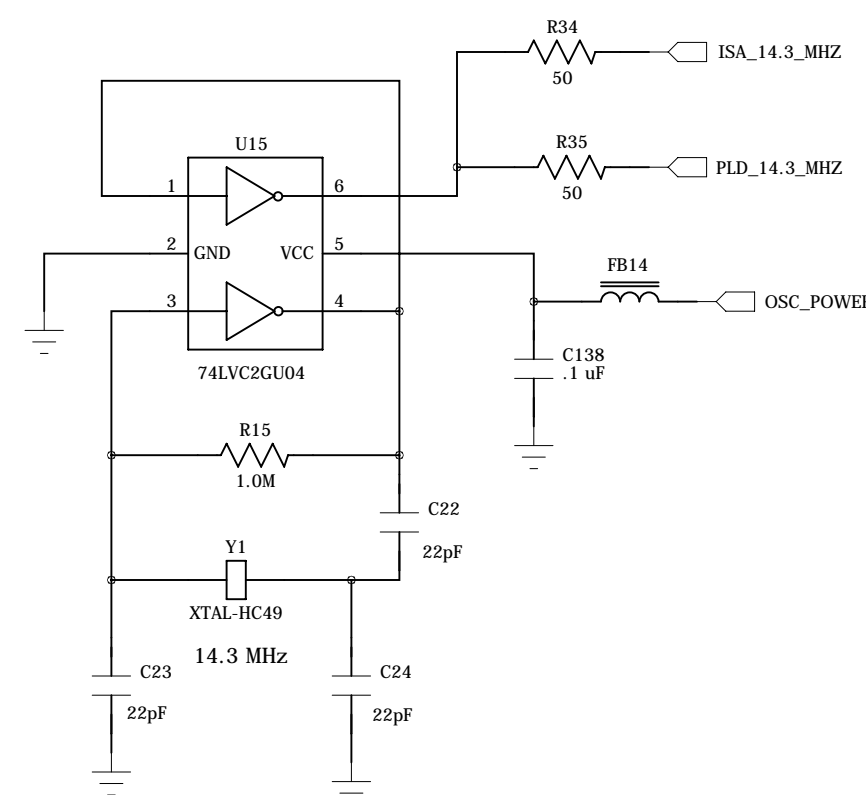 R34
ISA_14.3_MHZ
50
R35
PLD_14.3_MHZ
50
U15
1
6
2
GND
VCC
5
3
4
74LVC2GU04
FB14
OSC_POWER
C138
.1 uF
R15
1.0M
C22
22pF
Y1
XTAL-HC49
14.3 MHz
C23
22pF
C24
22pF